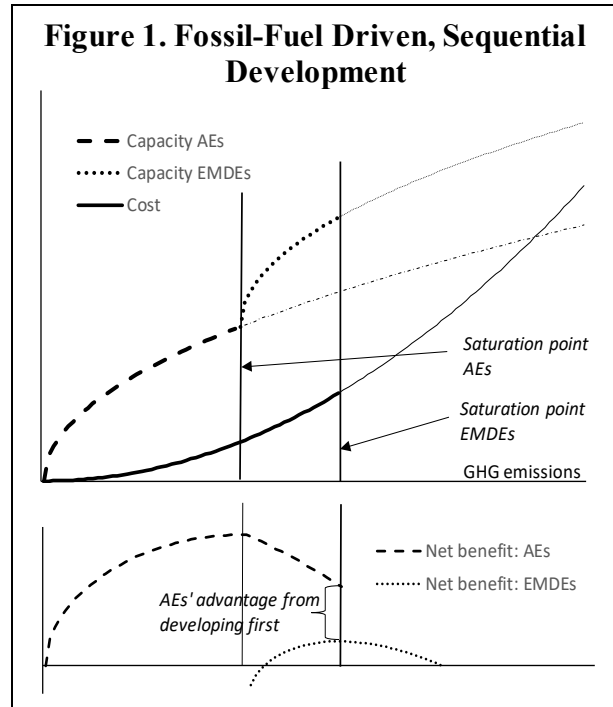 Figure 1. Fossil-Fuel Driven, Sequential
Development
Capacity AEs
Capacity EMDEs
Cost
Saturation point
AEs
Saturation point
EMDEs
GHG emissions
Net benefit: AEs
Net benefit: EMDEs
AEs' advantage from
developing first